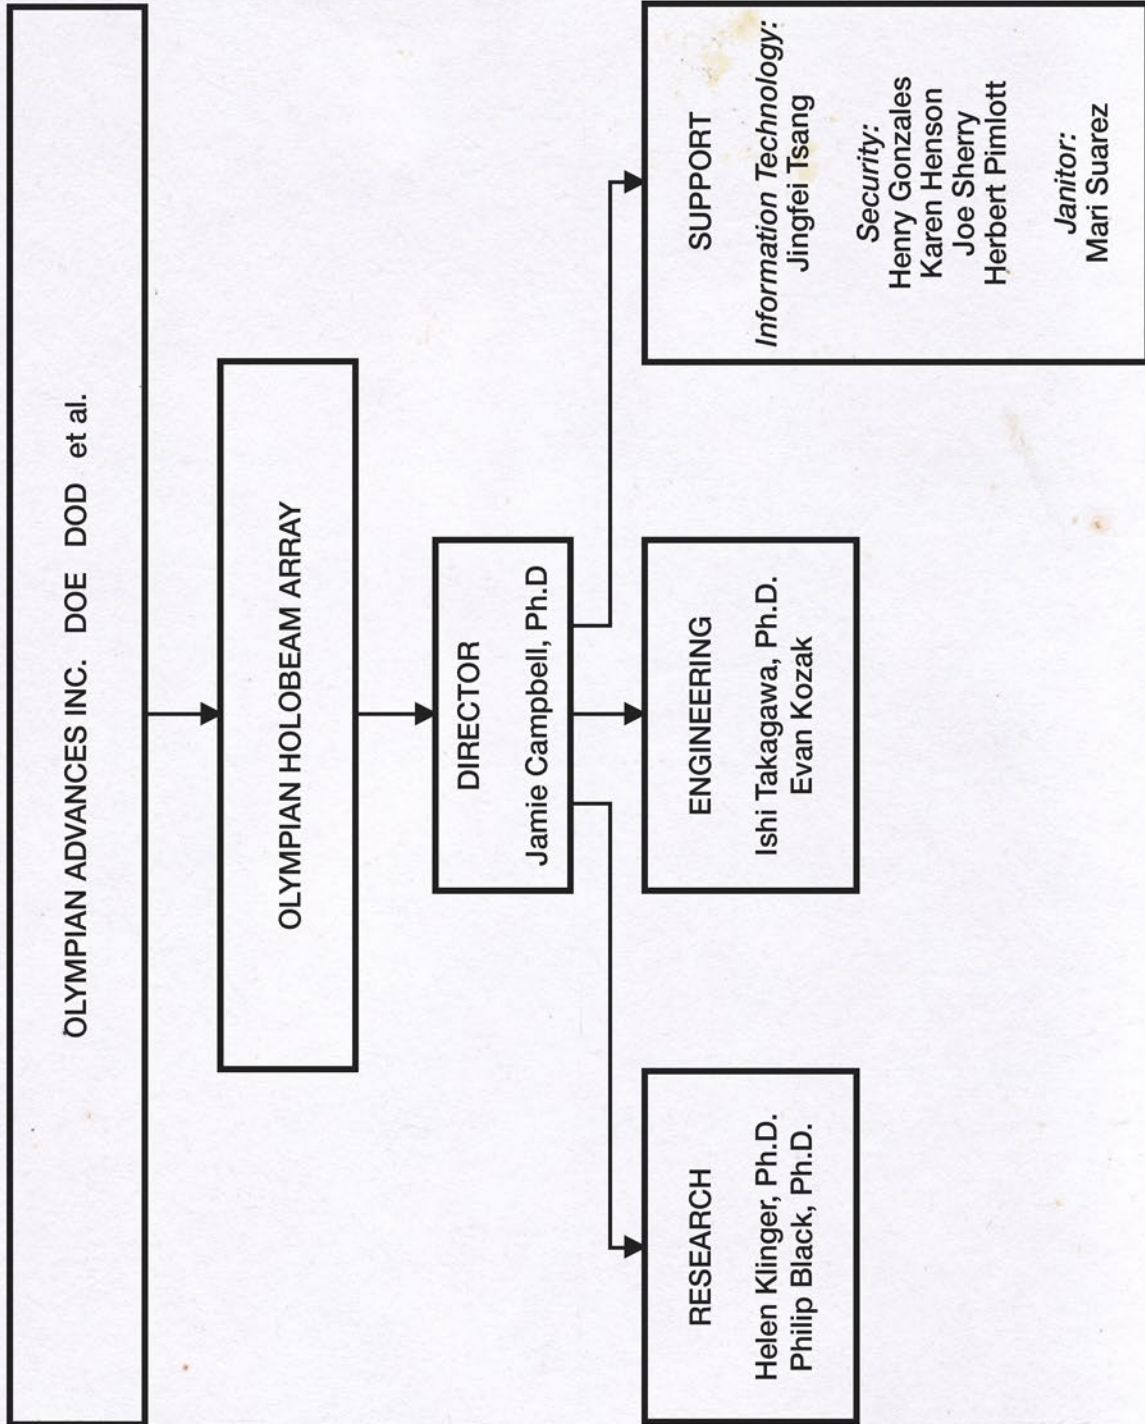 OLYMPIAN ADVANCES INC. DOE DOD et al.
OLYMPIAN HOLOBEAM ARRAY
DIRECTOR
Jamie Campbell, Ph.D
RESEARCH
Helen Klinger, Ph.D.
Philip Black, Ph.D.
ENGINEERING
Ishi Takagawa, Ph.D.
Evan Kozak
SUPPORT
Information Technology:
Jingfei Tsang
Security:
Henry Gonzales
Karen Henson
Joe Sherry
Herbert Pimlott
Janitor:
Mari Suarez